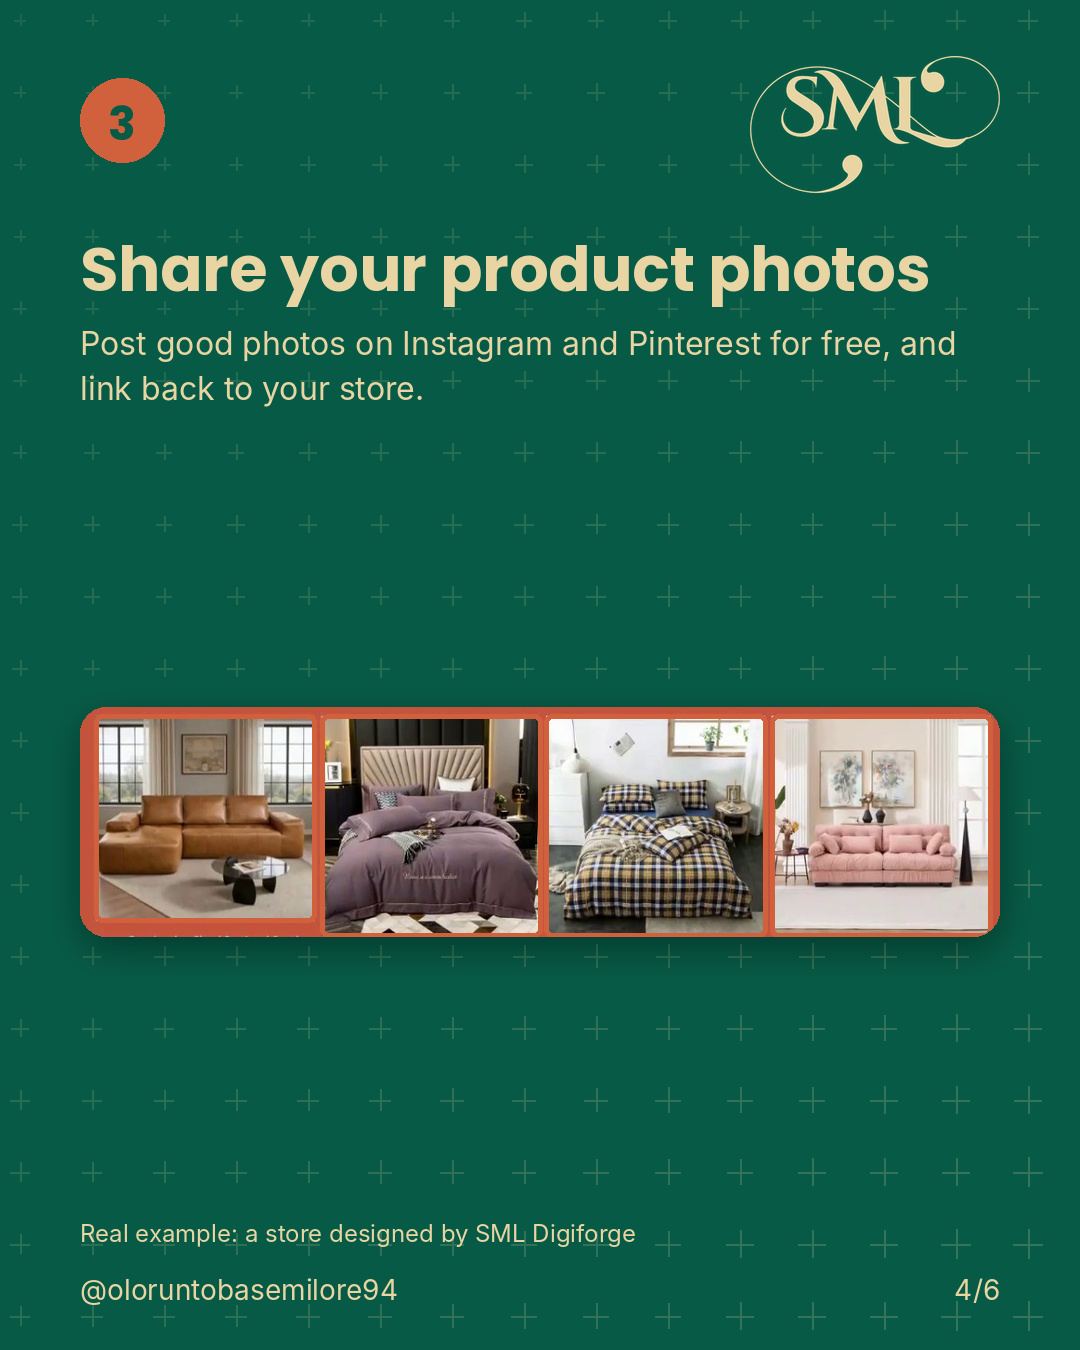 3
SML
Share your product photos
Post good photos on Instagram and Pinterest for free, and
link back to your store.
Real example: a store designed by SML Digiforge
@oloruntobasemilore94
4/6